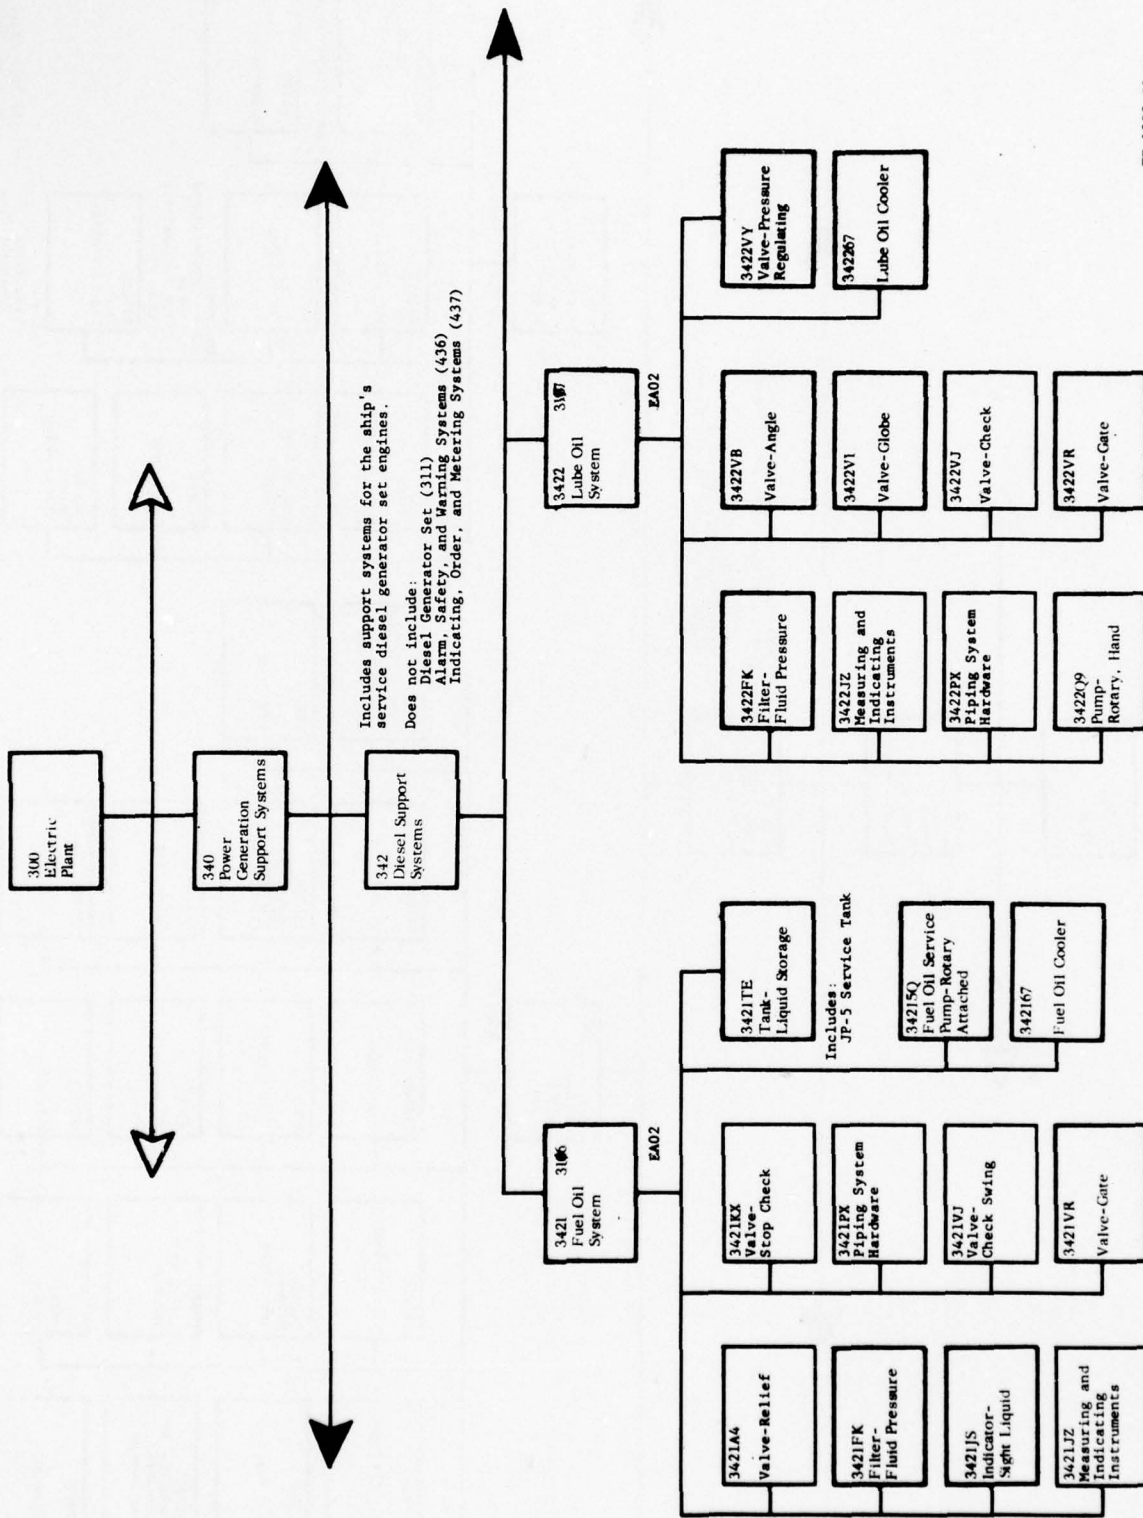 300
Electric
Plant
340
Power
Generation
Support Systems
342
Diesel Support
Systems
Includes support systems for the ship's
service diesel generator set engines.
Does not include:
Diesel Generator Set (311)
Alarm, Safety, and Warning Systems (436)
Indicating, Order, and Metering Systems (437)
3421
Fuel Oil
System
EA02
3422
Lube Oil
System
EA02
3421A4
Valve-Relief
3421FK
Filter-
Fluid Pressure
3421JS
Indicator-
Sight Liquid
3421JZ
Measuring and
Indicating
Instruments
3421KX
Valve-
Stop Check
3421PX
Piping System
Hardware
3421VJ
Valve-
Check Swing
3421VR
Valve-Gate
3421TE
Tank-
Liquid Storage
Includes:
JP-5 Service Tank
34215Q
Fuel Oil Service
Pump-Rotary
Attached
342167
Fuel Oil Cooler
3422FK
Filter-
Fluid Pressure
3422JZ
Measuring and
Indicating
Instruments
3422PX
Piping System
Hardware
3422Q9
Pump-
Rotary, Hand
3422VB
Valve-Angle
3422V1
Valve-Globe
3422VJ
Valve-Check
3422VR
Valve-Gate
3422VY
Valve-Pressure
Regulating
342267
Lube Oil Cooler